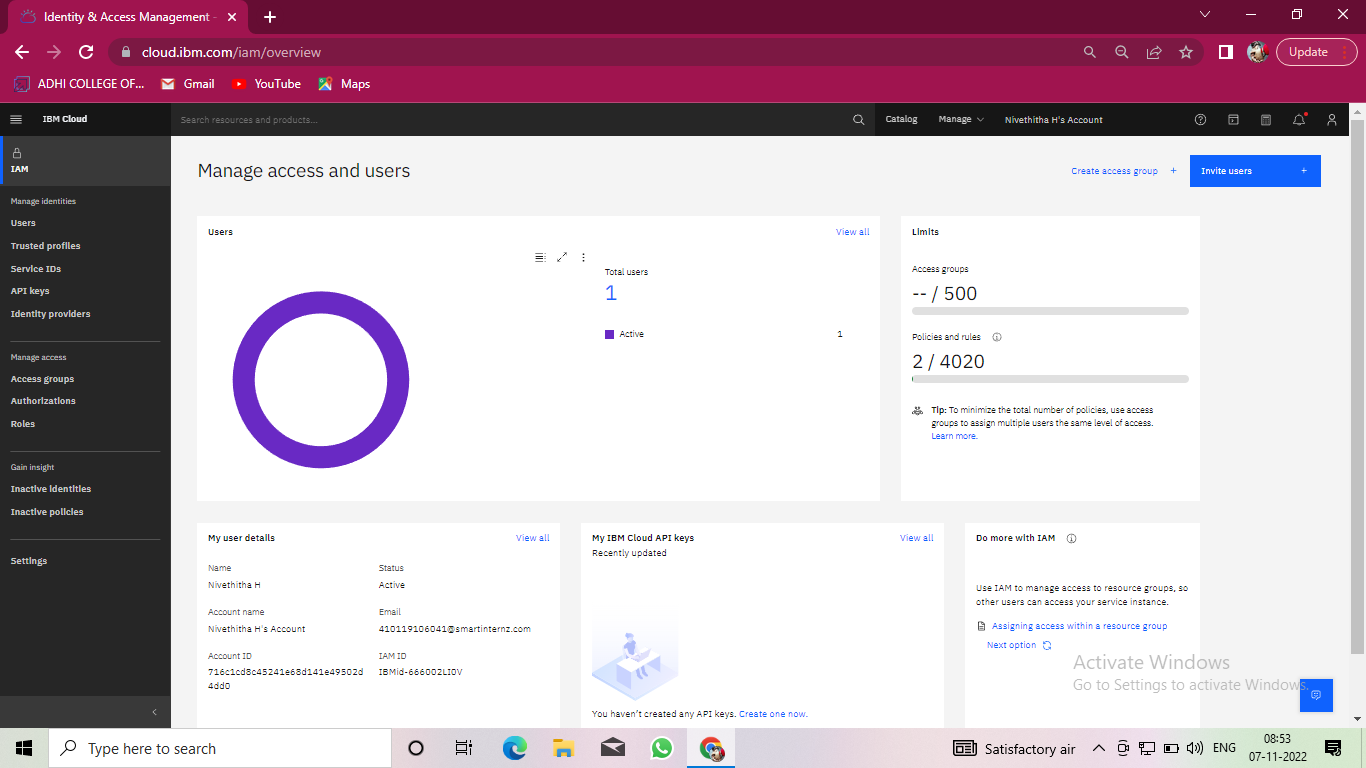 Identity & Access Management -
cloud.ibm.com/iam/overview
Update
ADHI COLLEGE OF...
Gmail
YouTube
Maps
IBM Cloud
Search resources and products...
Catalog
Manage
Nivethitha H's Account
IAM
Manage identities
Users
Trusted profiles
Service IDs
API keys
Identity providers
Manage access
Access groups
Authorizations
Roles
Gain insight
Inactive identities
Inactive policies
Settings
Manage access and users
Create access group +
Invite users +
Users
View all
Total users
1
Active 1
Limits
Access groups
-- / 500
Policies and rules
2 / 4020
Tip: To minimize the total number of policies, use access
groups to assign multiple users the same level of access.
Learn more.
My user details
View all
Name
Nivethitha H
Status
Active
Account name
Nivethitha H's Account
Email
410119106041@smartinternz.com
Account ID
716c1cd8c45241e68d141e49502d
4dd0
IAM ID
IBMid-666002LI0V
My IBM Cloud API keys
View all
Recently updated
You haven't created any API keys. Create one now.
Do more with IAM
Use IAM to manage access to resource groups, so
other users can access your service instance.
Assigning access within a resource group
Next option
Activate Windows
Go to Settings to activate Windows.
Type here to search
Satisfactory air
ENG
08:53
07-11-2022